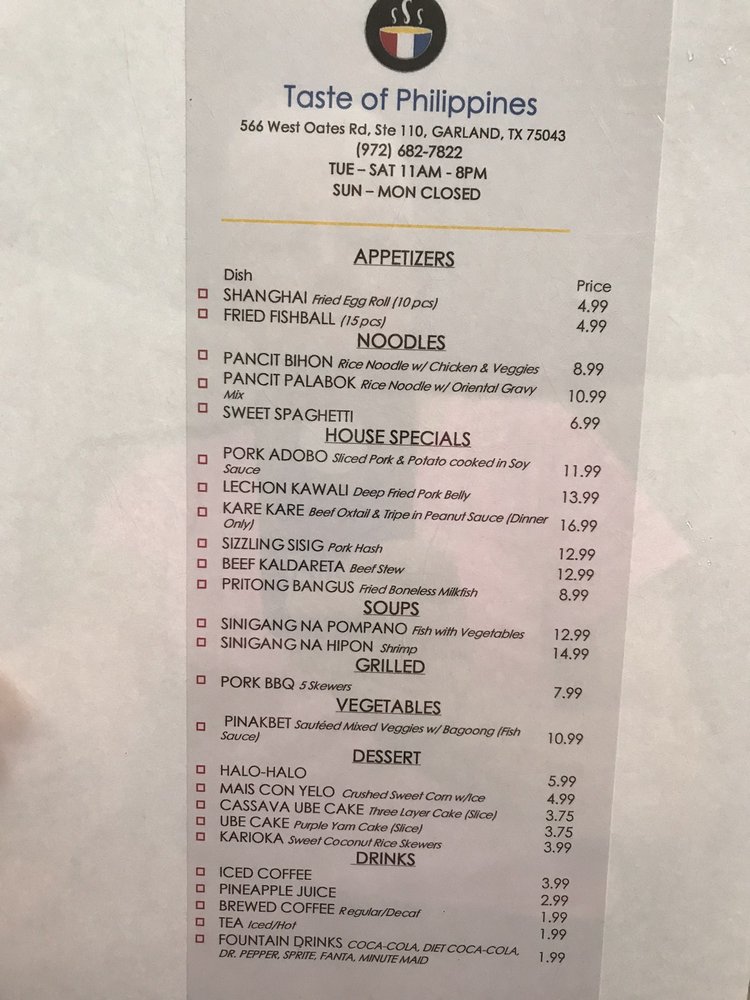 Taste of Philippines
566 West Oates Rd, Ste 110, GARLAND, TX 75043
(972) 682-7822
TUE – SAT 11AM - 8PM
SUN – MON CLOSED
APPETIZERS
Dish Price
SHANGHAI Fried Egg Roll (10 pcs) 4.99
FRIED FISHBALL (15 pcs) 4.99
NOODLES
PANCIT BIHON Rice Noodle w/ Chicken & Veggies 8.99
PANCIT PALABOK Rice Noodle w/ Oriental Gravy
Mix 10.99
SWEET SPAGHETTI 6.99
HOUSE SPECIALS
PORK ADOBO Sliced Pork & Potato cooked in Soy
Sauce 11.99
LECHON KAWALI Deep Fried Pork Belly 13.99
KARE KARE Beef Oxtail & Tripe in Peanut Sauce (Dinner
Only) 16.99
SIZZLING SISIG Pork Hash 12.99
BEEF KALDARETA Beef Stew 12.99
PRITONG BANGUS Fried Boneless Milkfish 8.99
SOUPS
SINIGANG NA POMPANO Fish with Vegetables 12.99
SINIGANG NA HIPON Shrimp 14.99
GRILLED
PORK BBQ 5 Skewers 7.99
VEGETABLES
PINAKBET Sautéed Mixed Veggies w/ Bagoong (Fish
Sauce) 10.99
DESSERT
HALO-HALO 5.99
MAIS CON YELO Crushed Sweet Corn w/Ice 4.99
CASSAVA UBE CAKE Three Layer Cake (Slice) 3.75
UBE CAKE Purple Yam Cake (Slice) 3.75
KARIOKA Sweet Coconut Rice Skewers 3.99
DRINKS
ICED COFFEE 3.99
PINEAPPLE JUICE 2.99
BREWED COFFEE Regular/Decaf 1.99
TEA Iced/Hot 1.99
FOUNTAIN DRINKS COCA-COLA, DIET COCA-COLA,
DR. PEPPER, SPRITE, FANTA, MINUTE MAID 1.99